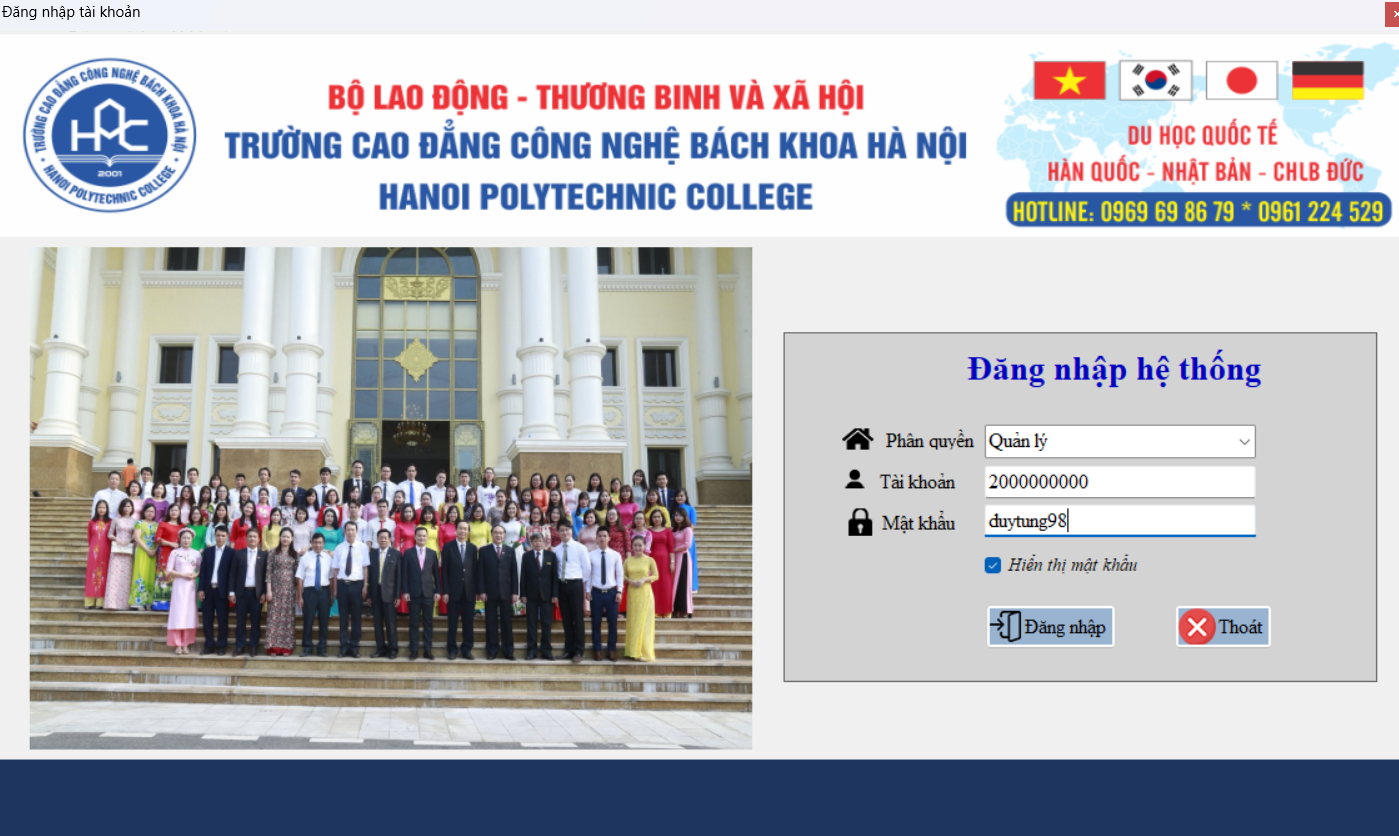 Đăng nhập tài khoản
TRƯỜNG CAO ĐẲNG CÔNG NGHỆ BÁCH KHOA HÀ NỘI
HPC
2001
HANOI POLYTECHNIC COLLEGE
BỘ LAO ĐỘNG - THƯƠNG BINH VÀ XÃ HỘI
TRƯỜNG CAO ĐẲNG CÔNG NGHỆ BÁCH KHOA HÀ NỘI
HANOI POLYTECHNIC COLLEGE
DU HỌC QUỐC TẾ
HÀN QUỐC - NHẬT BẢN - CHLB ĐỨC
HOTLINE: 0969 69 86 79 * 0961 224 529
Đăng nhập hệ thống
Phân quyền Quản lý
Tài khoản 2000000000
Mật khẩu duytung98
Hiển thị mật khẩu
Đăng nhập Thoát